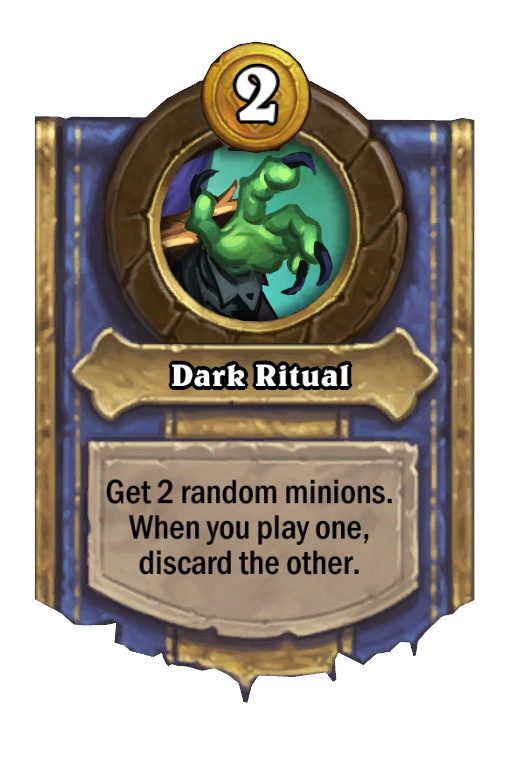 2
Dark Ritual
Get 2 random minions.
When you play one,
discard the other.